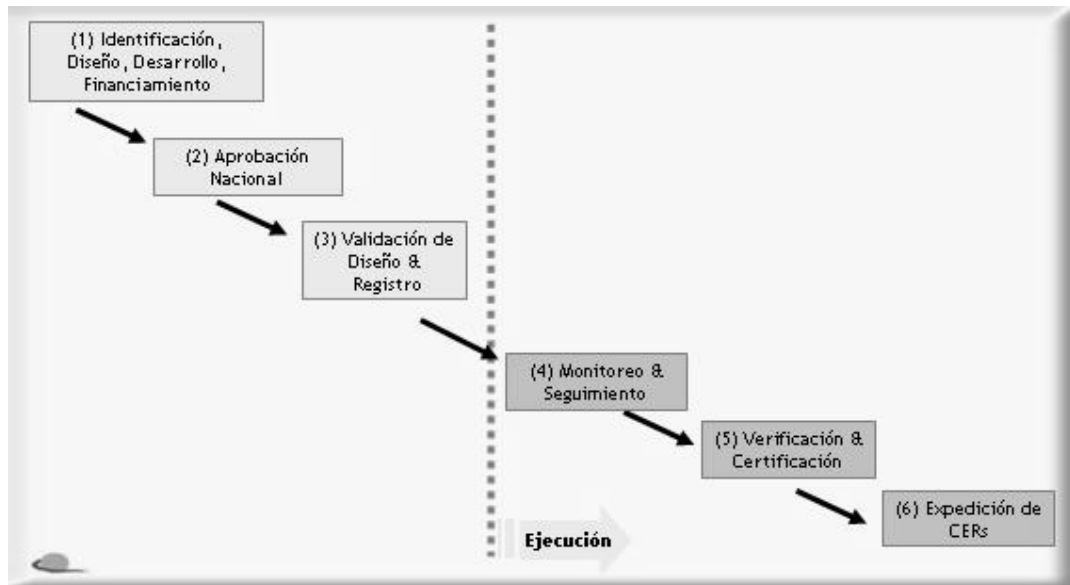 (1) Identificación,
Diseño, Desarrollo,
Financiamiento
(2) Aprobación
Nacional
(3) Validación de
Diseño &
Registro
(4) Monitoreo &
Seguimiento
(5) Verificación &
Certificación
(6) Expedición de
CERs
Ejecución